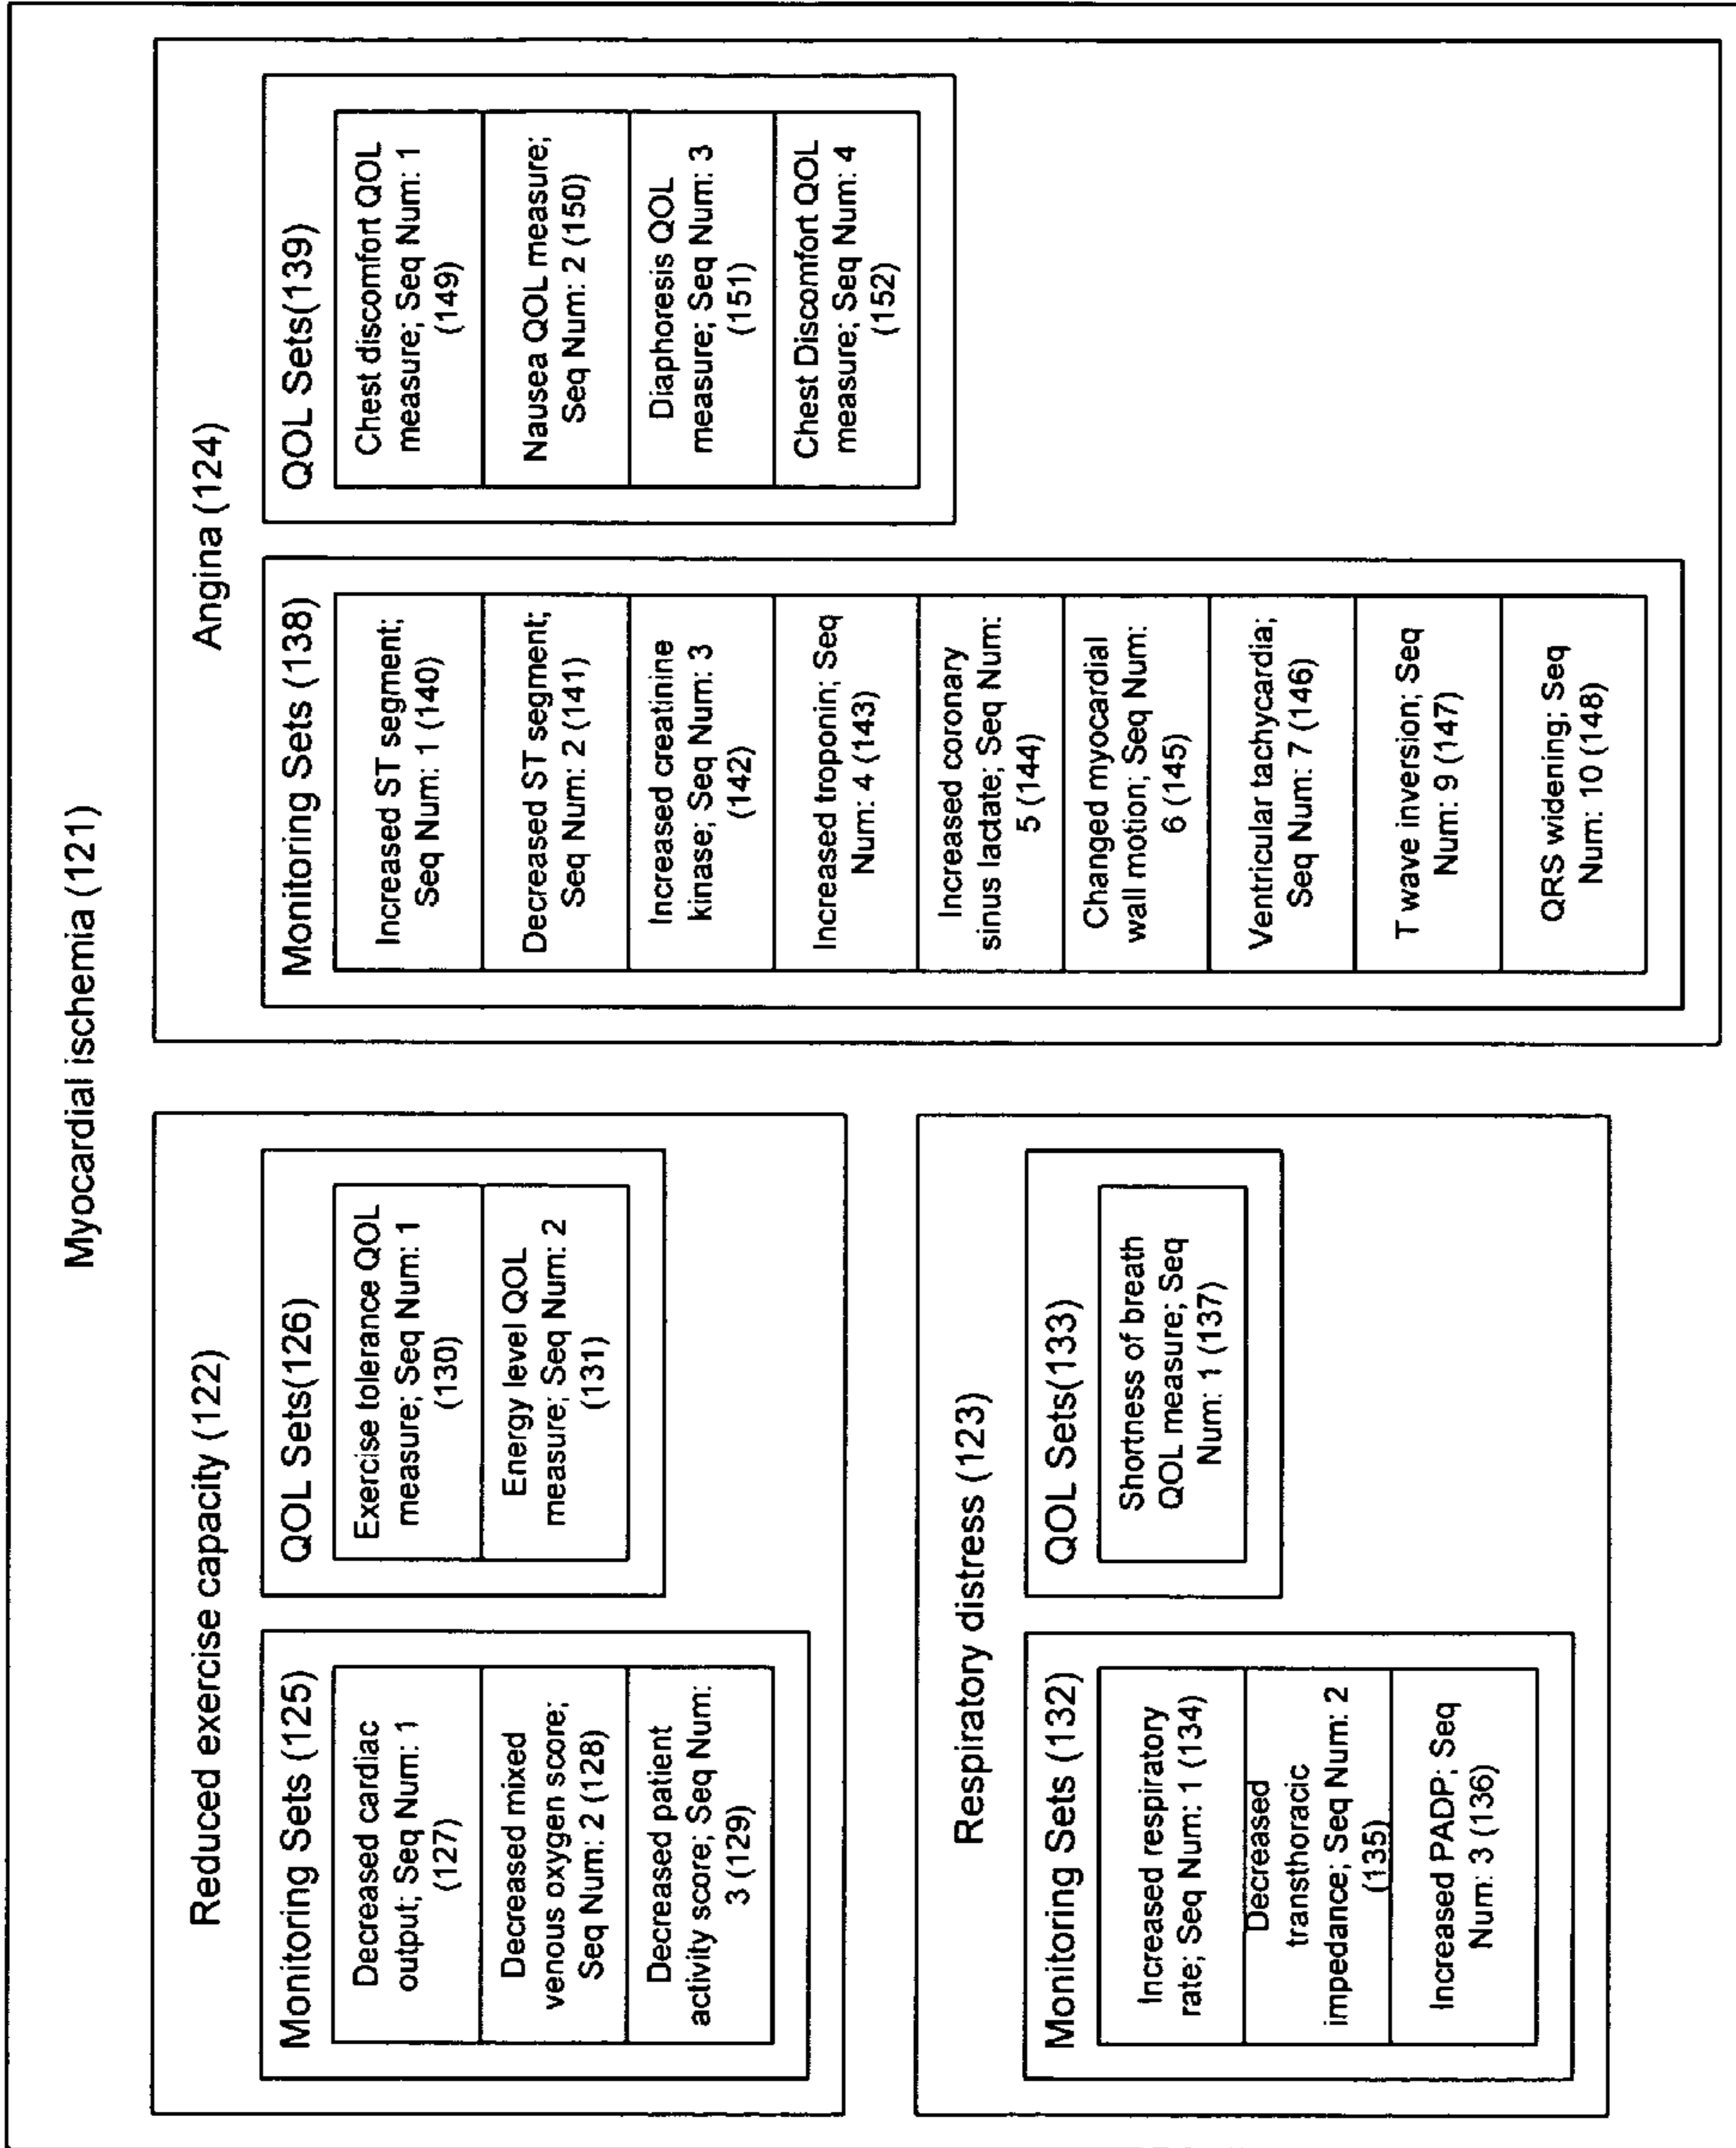 Myocardial ischemia (121)
Reduced exercise capacity (122)
Monitoring Sets (125)
Decreased cardiac
output; Seq Num: 1
(127)
Decreased mixed
venous oxygen score;
Seq Num: 2 (128)
Decreased patient
activity score; Seq Num:
3 (129)
QOL Sets(126)
Exercise tolerance QOL
measure; Seq Num: 1
(130)
Energy level QOL
measure; Seq Num: 2
(131)
Respiratory distress (123)
Monitoring Sets (132)
Increased respiratory
rate; Seq Num: 1 (134)
Decreased
transthoracic
impedance; Seq Num: 2
(135)
Increased PADP; Seq
Num: 3 (136)
QOL Sets(133)
Shortness of breath
QOL measure; Seq
Num: 1 (137)
Angina (124)
Monitoring Sets (138)
Increased ST segment;
Seq Num: 1 (140)
Decreased ST segment;
Seq Num: 2 (141)
Increased creatinine
kinase; Seq Num: 3
(142)
Increased troponin; Seq
Num: 4 (143)
Increased coronary
sinus lactate; Seq Num:
5 (144)
Changed myocardial
wall motion; Seq Num:
6 (145)
Ventricular tachycardia;
Seq Num: 7 (146)
T wave inversion; Seq
Num: 9 (147)
QRS widening; Seq
Num: 10 (148)
QOL Sets(139)
Chest discomfort QOL
measure; Seq Num: 1
(149)
Nausea QOL measure;
Seq Num: 2 (150)
Diaphoresis QOL
measure; Seq Num: 3
(151)
Chest Discomfort QOL
measure; Seq Num: 4
(152)